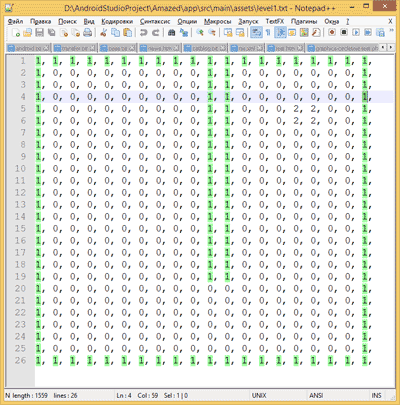 D:\AndroidStudioProject\Amazed\app\src\main\assets\level1.txt - Notepad++
Файл Правка Поиск Вид Кодировки Синтаксис Опции Макросы Запуск TextFX Плагины Окна ? X
android.txt transfer.txt
1 1, 1, 1, 1, 1, 1, 1, 1, 1, 1, 1, 1, 1, 1, 1, 1, 1, 1, 1, 1,
2 1, 0, 0, 0, 0, 0, 0, 0, 0, 0, 1, 1, 0, 0, 0, 0, 0, 0, 0, 1,
3 1, 0, 0, 0, 0, 0, 0, 0, 0, 0, 1, 1, 0, 0, 0, 0, 0, 0, 0, 1,
4 1, 0, 0, 0, 0, 0, 0, 0, 0, 0, 1, 1, 0, 0, 0, 0, 0, 0, 0, 1,
5 1, 0, 0, 0, 0, 0, 0, 0, 0, 0, 1, 1, 0, 0, 0, 2, 2, 0, 0, 1,
6 1, 0, 0, 0, 0, 0, 0, 0, 0, 0, 1, 1, 0, 0, 0, 2, 2, 0, 0, 1,
7 1, 0, 0, 0, 0, 0, 0, 0, 0, 0, 1, 1, 0, 0, 0, 0, 0, 0, 0, 1,
8 1, 0, 0, 0, 0, 0, 0, 0, 0, 0, 1, 1, 0, 0, 0, 0, 0, 0, 0, 1,
9 1, 0, 0, 0, 0, 0, 0, 0, 0, 0, 1, 1, 0, 0, 0, 0, 0, 0, 0, 1,
10 1, 0, 0, 0, 0, 0, 0, 0, 0, 0, 1, 1, 0, 0, 0, 0, 0, 0, 0, 1,
11 1, 0, 0, 0, 0, 0, 0, 0, 0, 0, 1, 1, 0, 0, 0, 0, 0, 0, 0, 1,
12 1, 0, 0, 0, 0, 0, 0, 0, 0, 0, 1, 1, 0, 0, 0, 0, 0, 0, 0, 1,
13 1, 0, 0, 0, 0, 0, 0, 0, 0, 0, 1, 1, 0, 0, 0, 0, 0, 0, 0, 1,
14 1, 0, 0, 0, 0, 0, 0, 0, 0, 0, 1, 1, 0, 0, 0, 0, 0, 0, 0, 1,
15 1, 0, 0, 0, 0, 0, 0, 0, 0, 0, 1, 1, 0, 0, 0, 0, 0, 0, 0, 1,
16 1, 0, 0, 0, 0, 0, 0, 0, 0, 0, 1, 1, 0, 0, 0, 0, 0, 0, 0, 1,
17 1, 0, 0, 0, 0, 0, 0, 0, 0, 0, 1, 1, 0, 0, 0, 0, 0, 0, 0, 1,
18 1, 0, 0, 0, 0, 0, 0, 0, 0, 0, 1, 1, 0, 0, 0, 0, 0, 0, 0, 1,
19 1, 0, 0, 0, 0, 0, 0, 0, 0, 0, 1, 1, 0, 0, 0, 0, 0, 0, 0, 1,
20 1, 0, 0, 0, 0, 0, 0, 0, 0, 0, 0, 0, 0, 0, 0, 0, 0, 0, 0, 1,
21 1, 0, 0, 0, 0, 0, 0, 0, 0, 0, 0, 0, 0, 0, 0, 0, 0, 0, 0, 1,
22 1, 0, 0, 0, 0, 0, 0, 0, 0, 0, 0, 0, 0, 0, 0, 0, 0, 0, 0, 1,
23 1, 0, 0, 0, 0, 0, 0, 0, 0, 0, 0, 0, 0, 0, 0, 0, 0, 0, 0, 1,
24 1, 0, 0, 0, 0, 0, 0, 0, 0, 0, 0, 0, 0, 0, 0, 0, 0, 0, 0, 1,
25 1, 0, 0, 0, 0, 0, 0, 0, 0, 0, 0, 0, 0, 0, 0, 0, 0, 0, 0, 1,
26 1, 1, 1, 1, 1, 1, 1, 1, 1, 1, 1, 1, 1, 1, 1, 1, 1, 1, 1, 1,
N length : 1559 lines : 26 Ln : 4 Col : 59 Sel : 1 | 0 UNIX ANSI INS